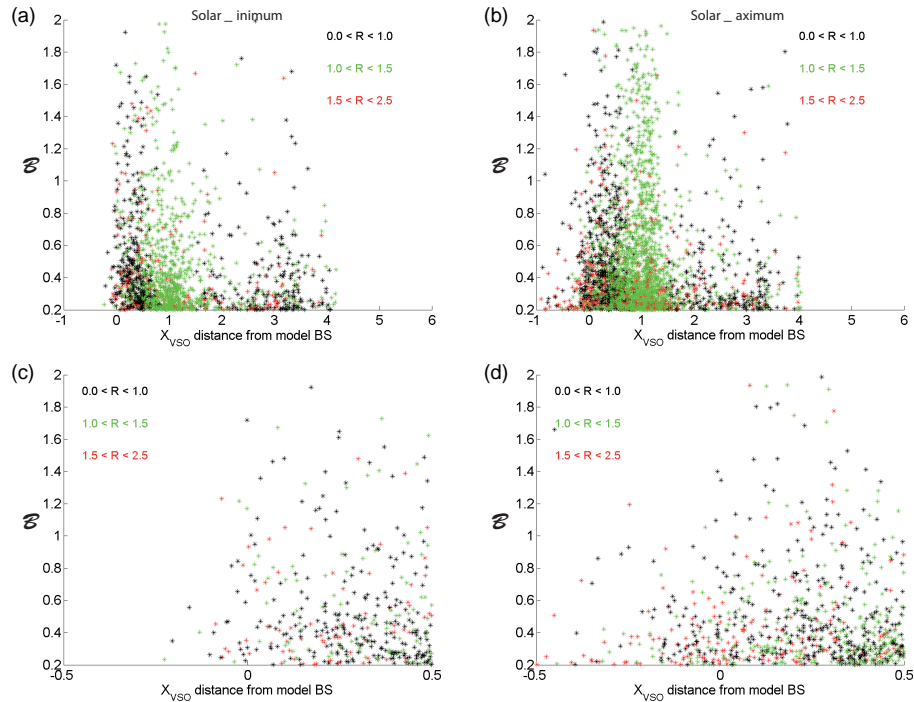 (a)
Solar _ inimum
0.0 < R < 1.0
1.0 < R < 1.5
1.5 < R < 2.5
ℬ
2
1.8
1.6
1.4
1.2
1
0.8
0.6
0.4
0.2
-1 0 1 2 3 4 5 6
X_VSO distance from model BS
(b)
Solar _ aximum
0.0 < R < 1.0
1.0 < R < 1.5
1.5 < R < 2.5
ℬ
2
1.8
1.6
1.4
1.2
1
0.8
0.6
0.4
0.2
-1 0 1 2 3 4 5 6
X_VSO distance from model BS
(c)
0.0 < R < 1.0
1.0 < R < 1.5
1.5 < R < 2.5
ℬ
2
1.8
1.6
1.4
1.2
1
0.8
0.6
0.4
0.2
-0.5 0 0.5
X_VSO distance from model BS
(d)
0.0 < R < 1.0
1.0 < R < 1.5
1.5 < R < 2.5
ℬ
2
1.8
1.6
1.4
1.2
1
0.8
0.6
0.4
0.2
-0.5 0 0.5
X_VSO distance from model BS